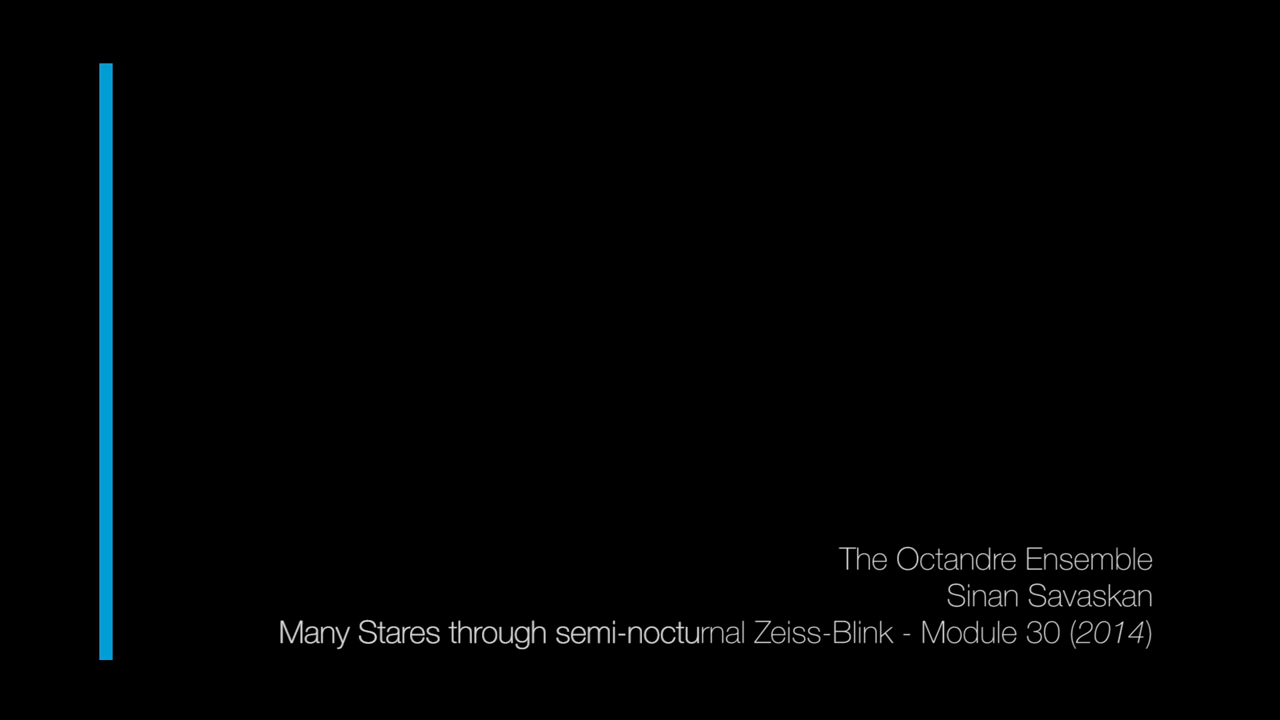 The Octandre Ensemble
Sinan Savaskan
Many Stares through semi-nocturnal Zeiss-Blink - Module 30 (2014)